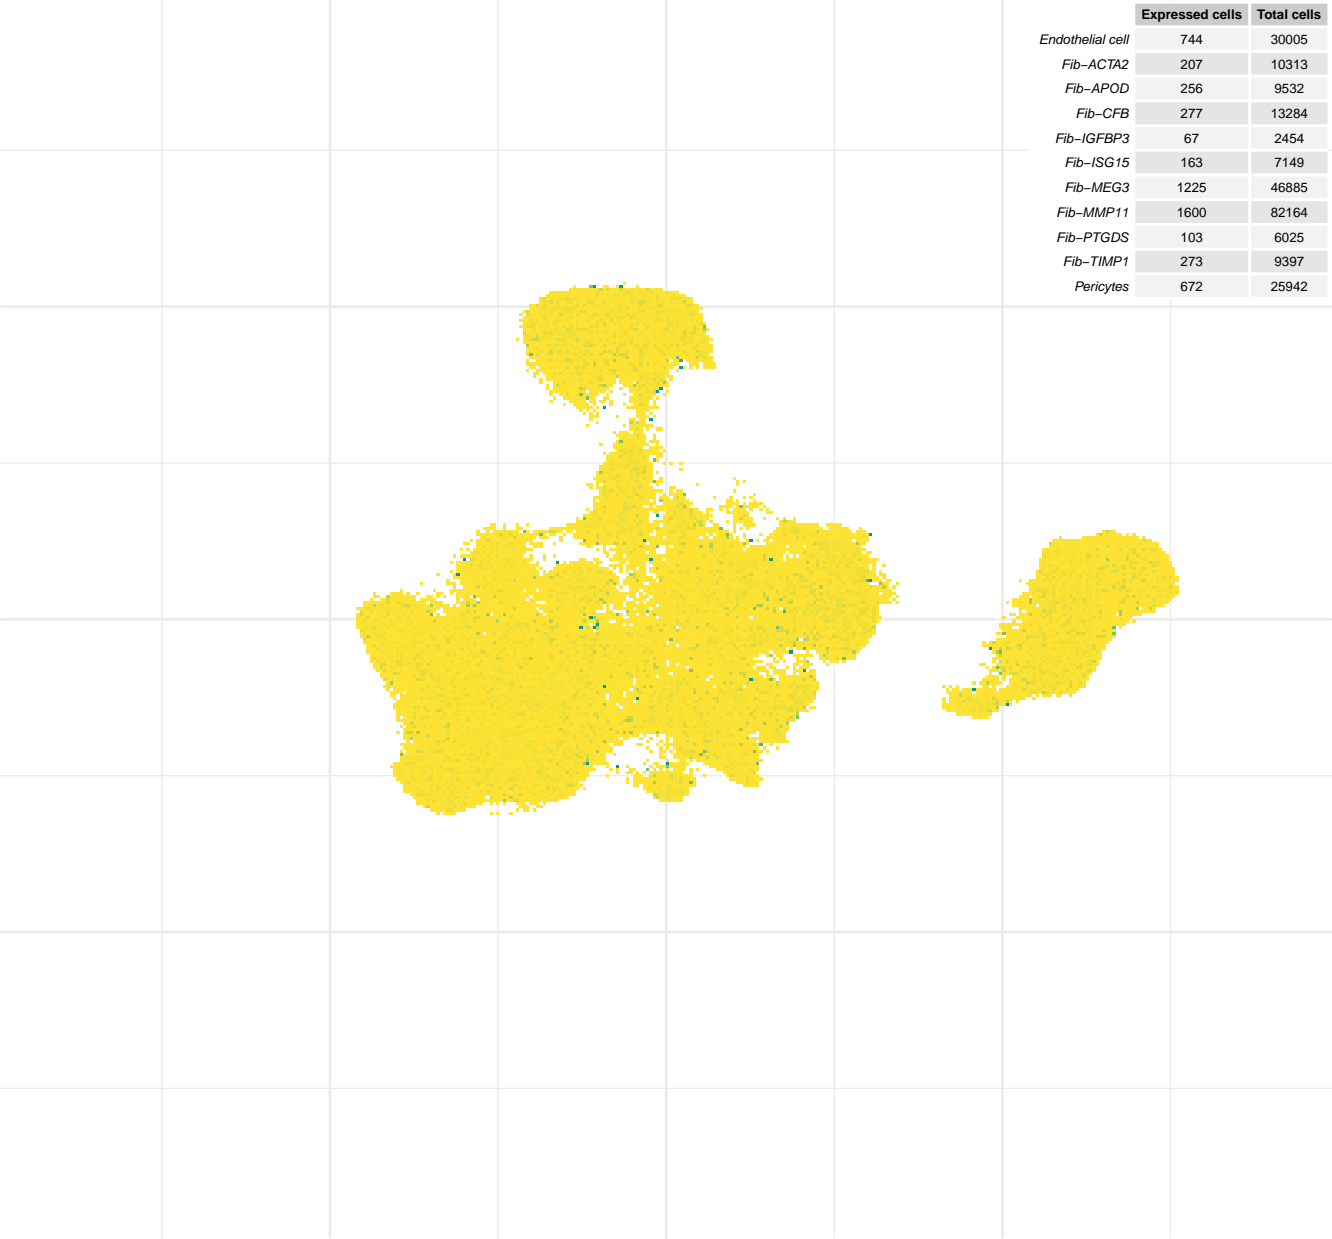 Expressed cells Total cells
Endothelial cell 744 30005
Fib−ACTA2 207 10313
Fib−APOD 256 9532
Fib−CFB 277 13284
Fib−IGFBP3 67 2454
Fib−ISG15 163 7149
Fib−MEG3 1225 46885
Fib−MMP11 1600 82164
Fib−PTGDS 103 6025
Fib−TIMP1 273 9397
Pericytes 672 25942